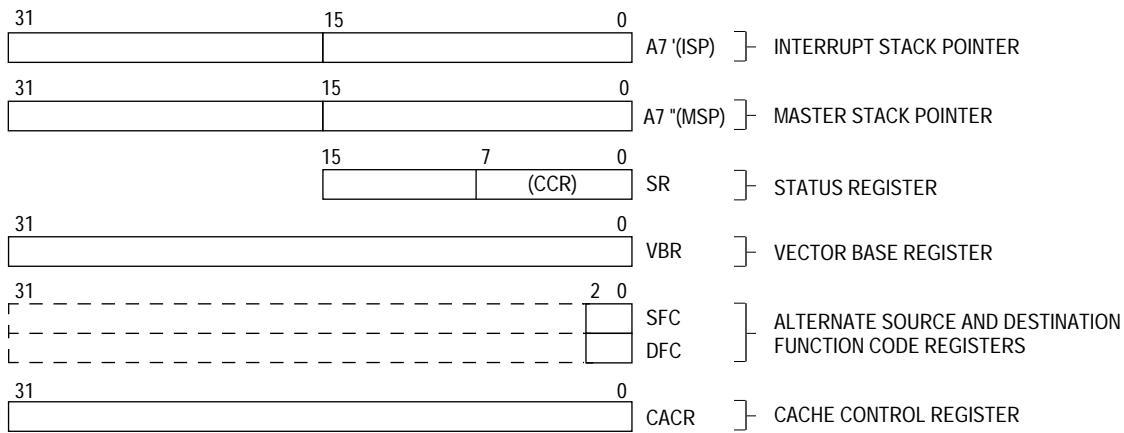 31 15 0
A7 '(ISP) INTERRUPT STACK POINTER
31 15 0
A7 "(MSP) MASTER STACK POINTER
15 7 0
(CCR) SR STATUS REGISTER
31 0
VBR VECTOR BASE REGISTER
31 2 0
SFC ALTERNATE SOURCE AND DESTINATION
DFC FUNCTION CODE REGISTERS
31 0
CACR CACHE CONTROL REGISTER